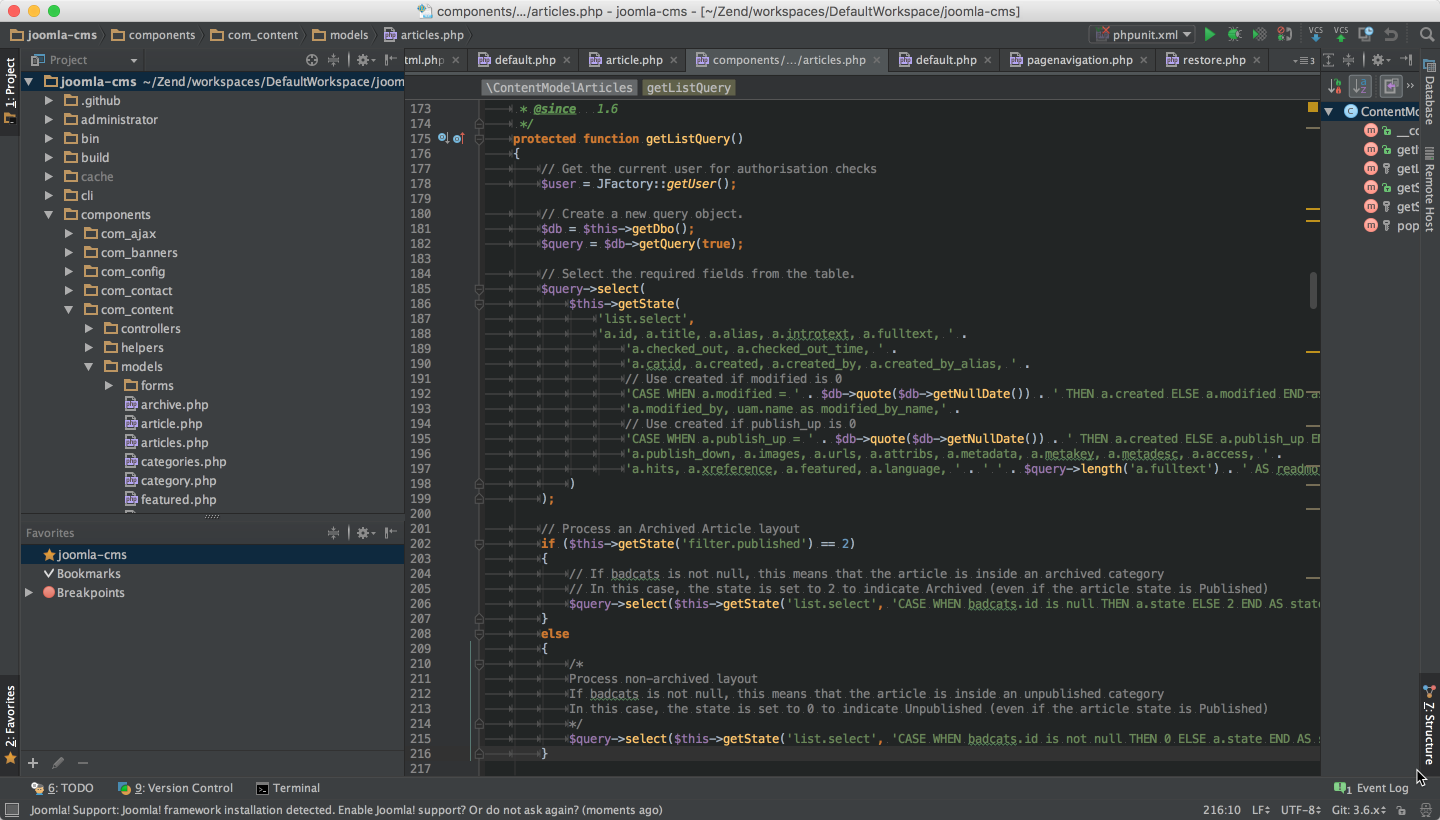 components/.../articles.php - joomla-cms - [~/Zend/workspaces/DefaultWorkspace/joomla-cms]
joomla-cms components com_content models articles.php phpunit.xml VCS VCS
1: Project
Project
tml.php default.php article.php components/.../articles.php default.php pagenavigation.php restore.php
\ContentModelArticles getListQuery
joomla-cms ~/Zend/workspaces/DefaultWorkspace/joom
.github
administrator
bin
build
cache
cli
components
com_ajax
com_banners
com_config
com_contact
com_content
controllers
helpers
models
forms
archive.php
article.php
articles.php
categories.php
category.php
featured.php
Favorites
joomla-cms
Bookmarks
Breakpoints
2: Favorites
173 * @since 1.6
174 */
175 protected function getListQuery()
176 {
177 // Get the current user for authorisation checks
178 $user = JFactory::getUser();
179
180 // Create a new query object.
181 $db = $this->getDbo();
182 $query = $db->getQuery(true);
183
184 // Select the required fields from the table.
185 $query->select(
186 $this->getState(
187 'list.select',
188 'a.id, a.title, a.alias, a.introtext, a.fulltext, ' .
189 'a.checked_out, a.checked_out_time, ' .
190 'a.catid, a.created, a.created_by, a.created_by_alias, ' .
191 // Use created if modified is 0
192 'CASE WHEN a.modified = ' . $db->quote($db->getNullDate()) . ' THEN a.created ELSE a.modified END as
193 'a.modified_by, uam.name as modified_by_name,' .
194 // Use created if publish_up is 0
195 'CASE WHEN a.publish_up = ' . $db->quote($db->getNullDate()) . ' THEN a.created ELSE a.publish_up EN
196 'a.publish_down, a.images, a.urls, a.attribs, a.metadata, a.metakey, a.metadesc, a.access, ' .
197 'a.hits, a.xreference, a.featured, a.language, ' . ' ' . $query->length('a.fulltext') . ' AS readmo
198 )
199 );
200
201 // Process an Archived Article layout
202 if ($this->getState('filter.published') == 2)
203 {
204 // If badcats is not null, this means that the article is inside an archived category
205 // In this case, the state is set to 2 to indicate Archived (even if the article state is Published)
206 $query->select($this->getState('list.select', 'CASE WHEN badcats.id is null THEN a.state ELSE 2 END AS state
207 }
208 else
209 {
210 /*
211 Process non-archived layout
212 If badcats is not null, this means that the article is inside an unpublished category
213 In this case, the state is set to 0 to indicate Unpublished (even if the article state is Published)
214 */
215 $query->select($this->getState('list.select', 'CASE WHEN badcats.id is not null THEN 0 ELSE a.state END AS s
216 }
217
ContentMo
__co
getI
getL
getS
getS
pop
Database
Remote Host
Z: Structure
6: TODO 9: Version Control Terminal 1 Event Log
Joomla! Support: Joomla! framework installation detected. Enable Joomla! support? Or do not ask again? (moments ago) 216:10 LF UTF-8 Git: 3.6.x